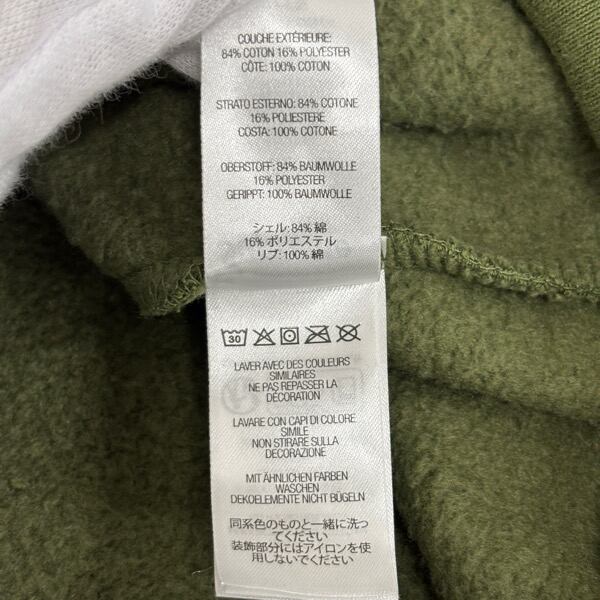 COUCHE EXTÉRIEURE:
84% COTON 16% POLYESTER
CÔTE: 100% COTON
STRATO ESTERNO: 84% COTONE
16% POLIESTERE
COSTA: 100% COTONE
OBERSTOFF: 84% BAUMWOLLE
16% POLYESTER
GERIPPT: 100% BAUMWOLLE
シェル: 84% 綿
16% ポリエステル
リブ: 100% 綿
30
LAVER AVEC DES COULEURS
SIMILAIRES
NE PAS REPASSER LA
DÉCORATION
LAVARE CON CAPI DI COLORE
SIMILE
NON STIRARE SULLA
DECORAZIONE
MIT ÄHNLICHEN FARBEN
WASCHEN
DEKOELEMENTE NICHT BÜGELN
同系色のものと一緒に洗っ
てください
装飾部分にはアイロンを使
用しないでください